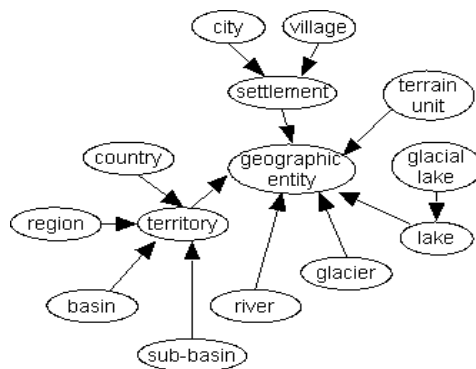 city
village
settlement
terrain
unit
country
geographic
entity
glacial
lake
region
territory
lake
glacier
basin
river
sub-basin